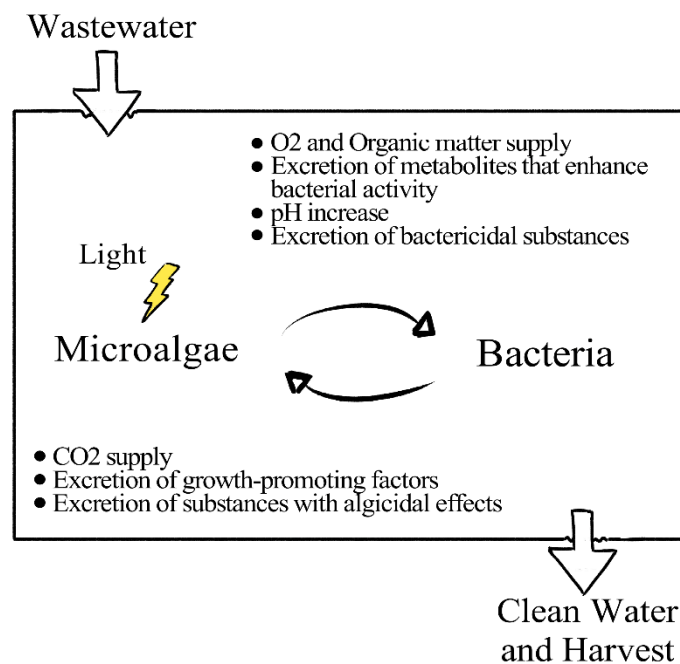 Wastewater
● O2 and Organic matter supply
● Excretion of metabolites that enhance
bacterial activity
● pH increase
● Excretion of bactericidal substances
Light
Microalgae
Bacteria
● CO2 supply
● Excretion of growth-promoting factors
● Excretion of substances with algicidal effects
Clean Water
and Harvest